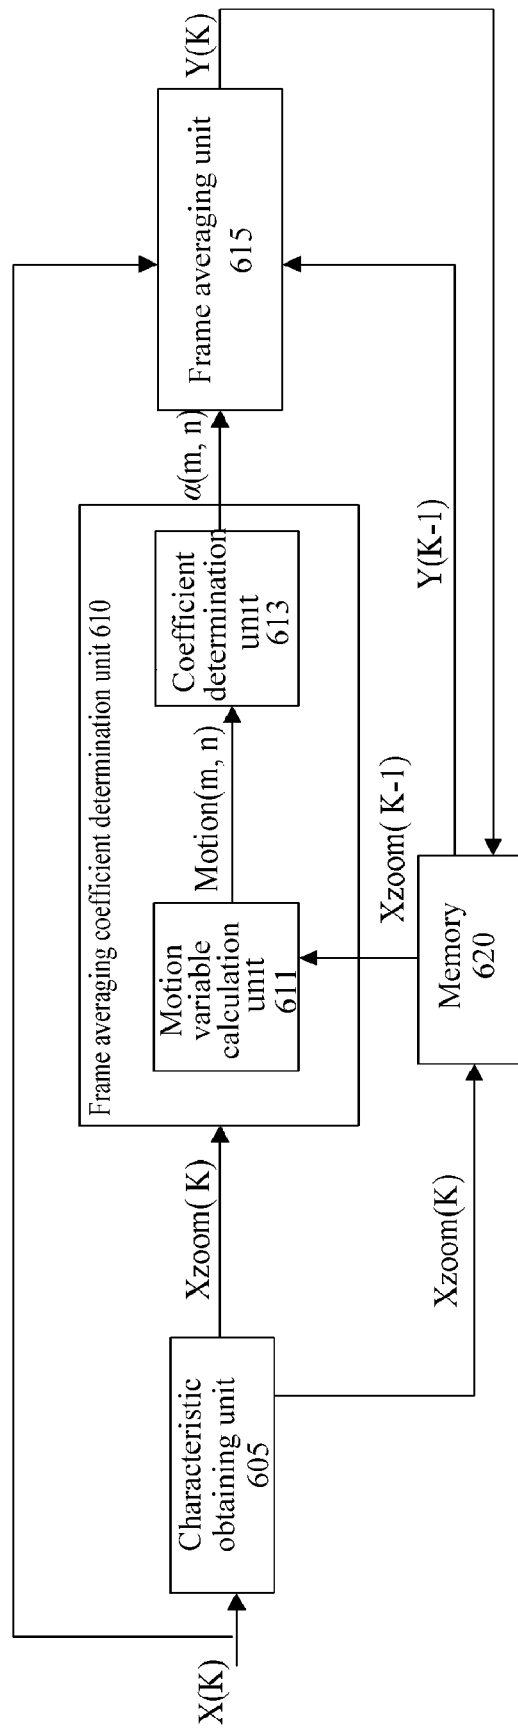 X(K)
Characteristic
obtaining unit
605
Xzoom( K)
Xzoom(K)
Frame averaging coefficient determination unit 610
Motion
variable
calculation
unit
611
Motion(m, n)
Coefficient
determination
unit
613
α(m, n)
Memory
620
Xzoom( K-1)
Y(K-1)
Frame averaging unit
615
Y(K)